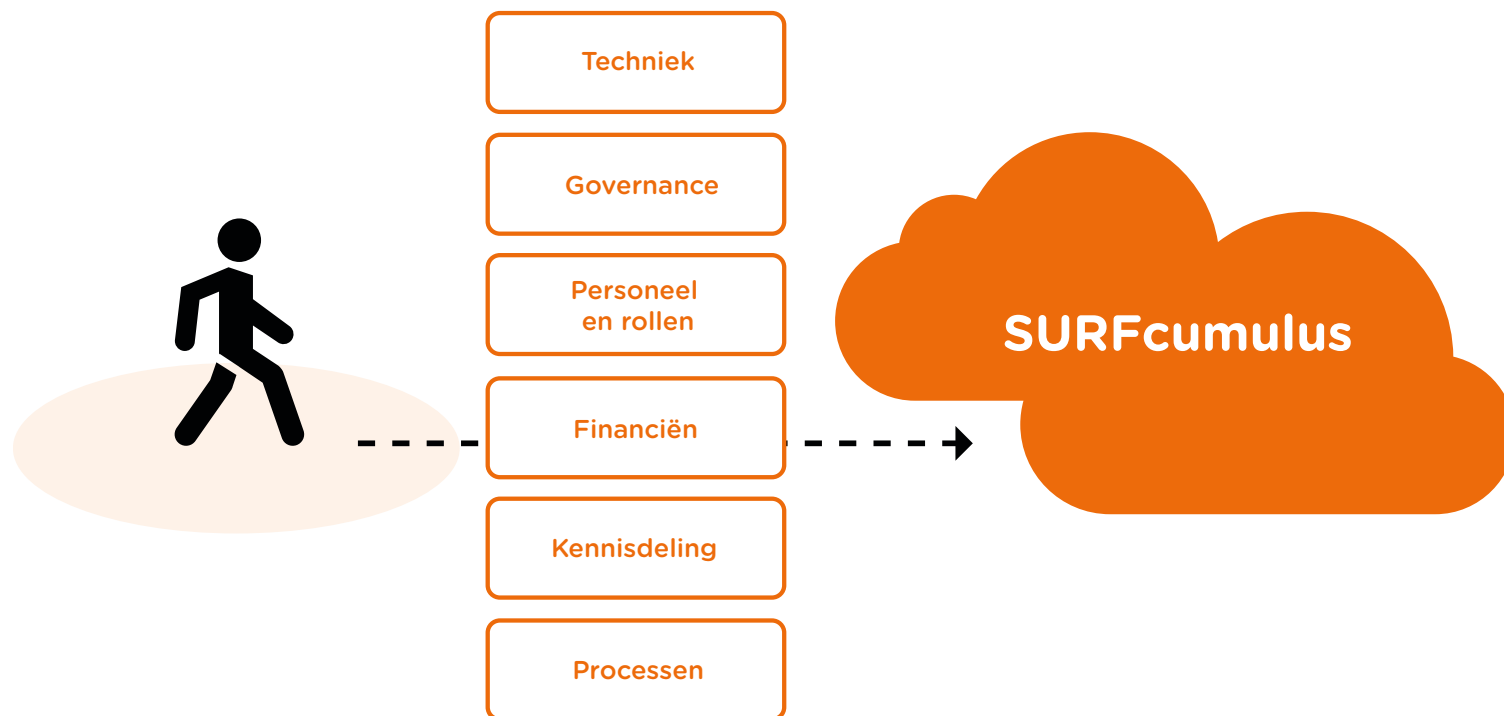 Techniek
Governance
Personeel
en rollen
Financiën
Kennisdeling
Processen
SURFcumulus